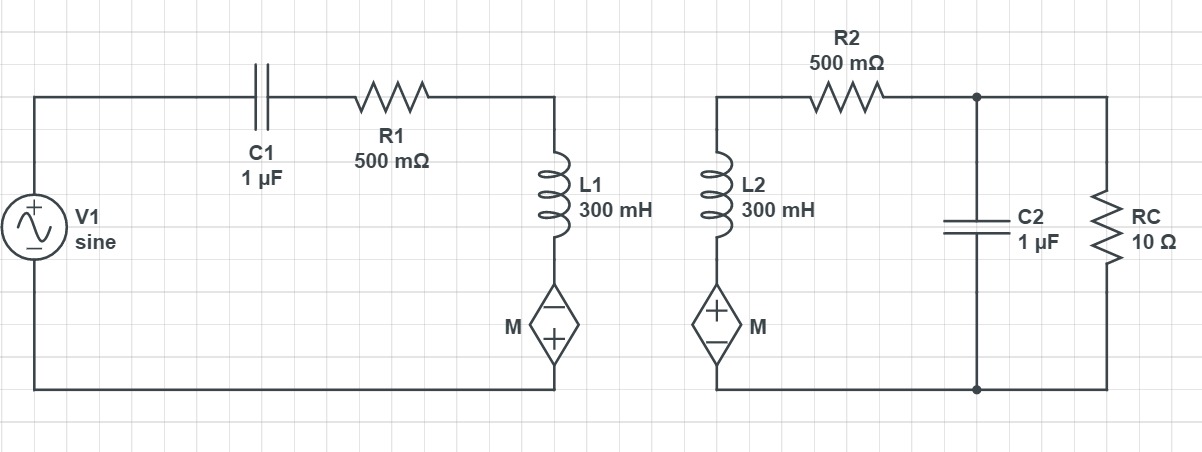 V1
sine
C1
1 µF
R1
500 mΩ
L1
300 mH
M
L2
300 mH
M
R2
500 mΩ
C2
1 µF
RC
10 Ω